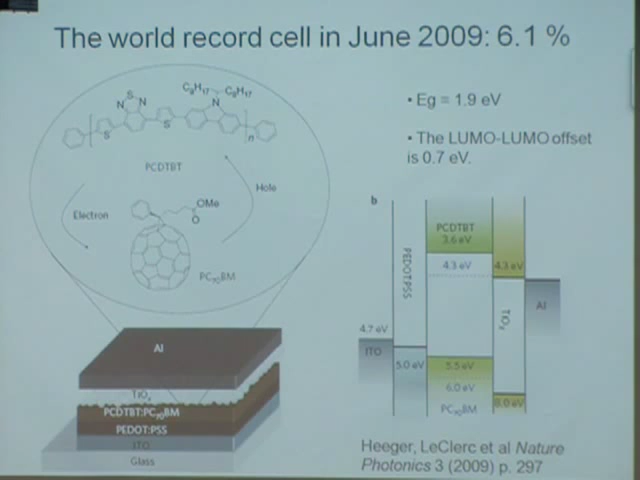 The world record cell in June 2009: 6.1 %
C₈H₁₇
C₈H₁₇
N
S
N
N
S
S
n
PCDTBT
Electron
Hole
OMe
O
PC₇₀BM
Al
TiOₓ
PCDTBT:PC₇₀BM
PEDOT:PSS
ITO
Glass
• Eg = 1.9 eV
• The LUMO-LUMO offset
is 0.7 eV.
b
PCDTBT
3.6 eV
4.3 eV
4.3 eV
PEDOT:PSS
TiOₓ
Al
4.7 eV
ITO
5.0 eV
5.5 eV
6.0 eV
PC₇₀BM
8.0 eV
Heeger, LeClerc et al Nature
Photonics 3 (2009) p. 297